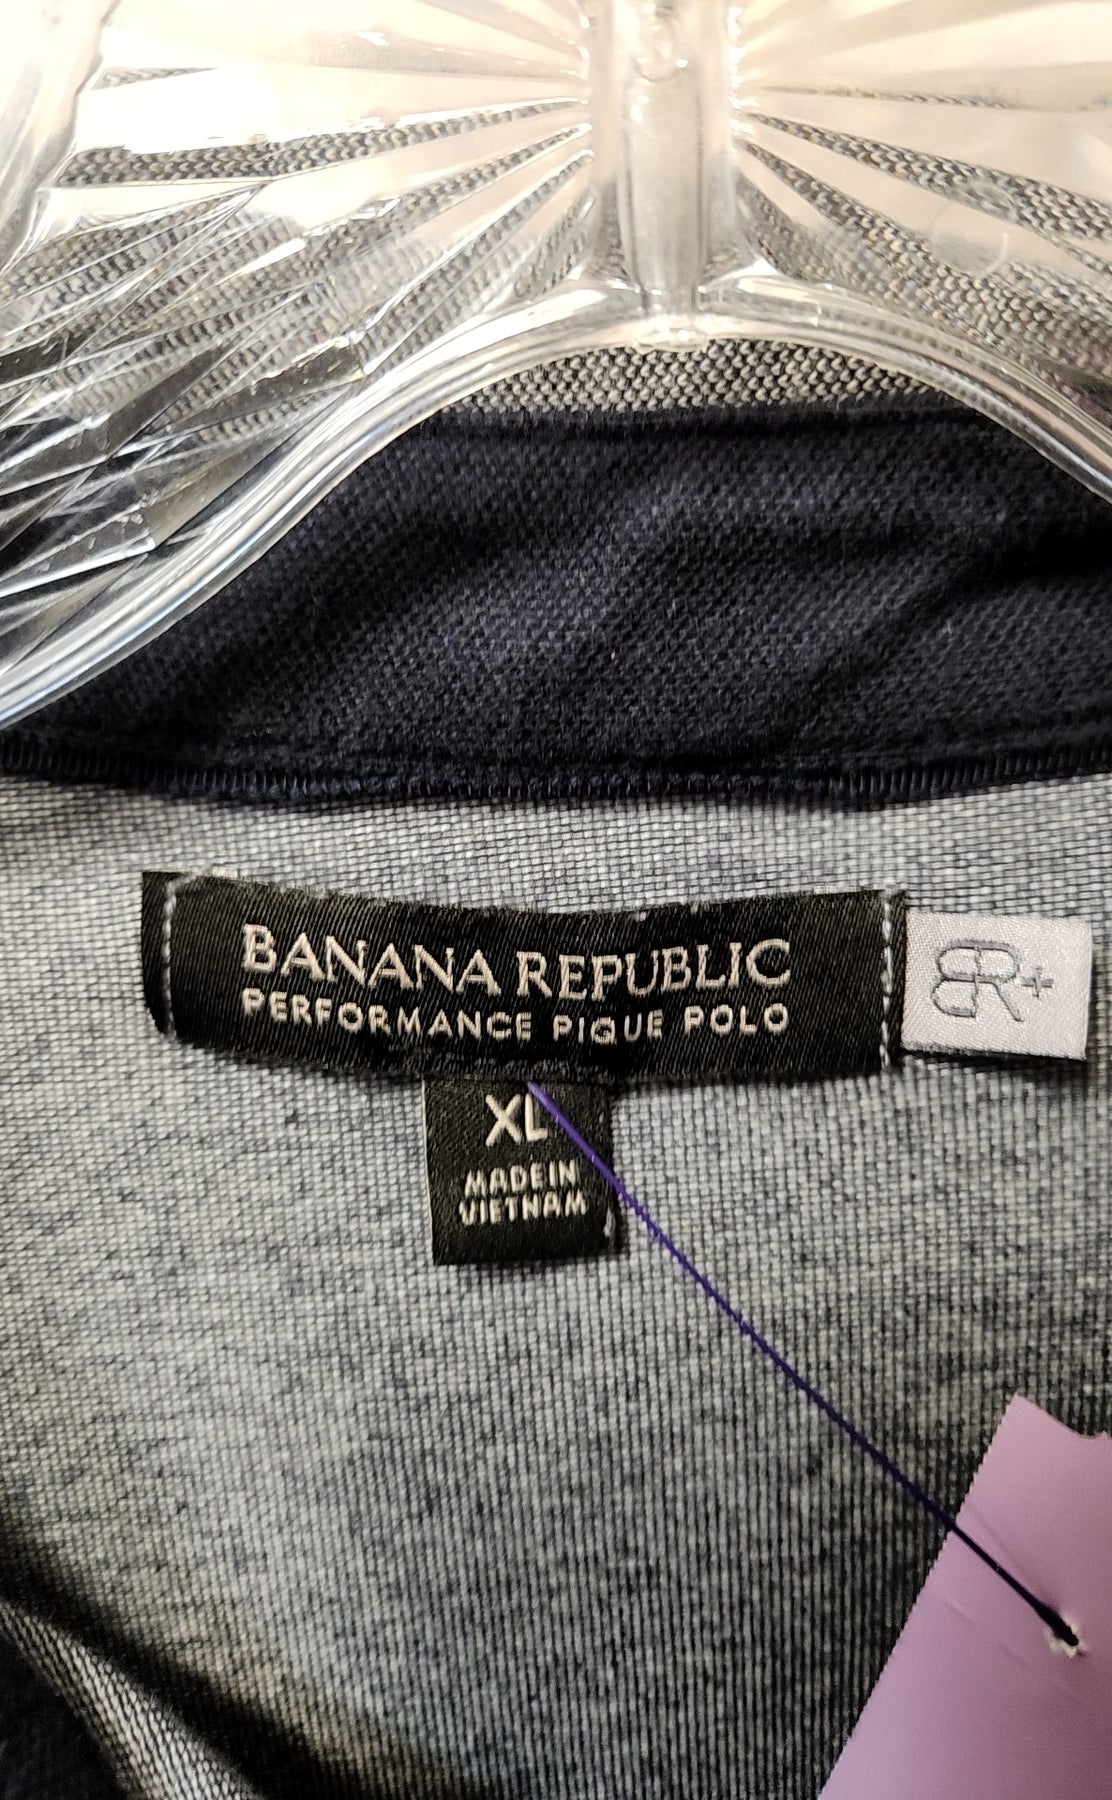 BANANA REPUBLIC
PERFORMANCE PIQUE POLO
BR+
XL
MADE IN
VIETNAM